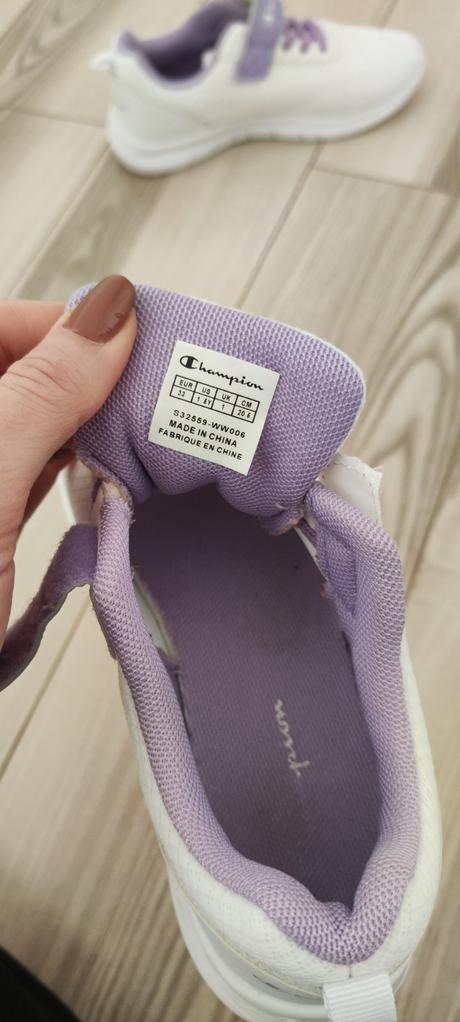 Champion
EUR US UK CM
33 1.5Y 1 20.5
S32559-WW006
MADE IN CHINA
FABRIQUE EN CHINE
pion